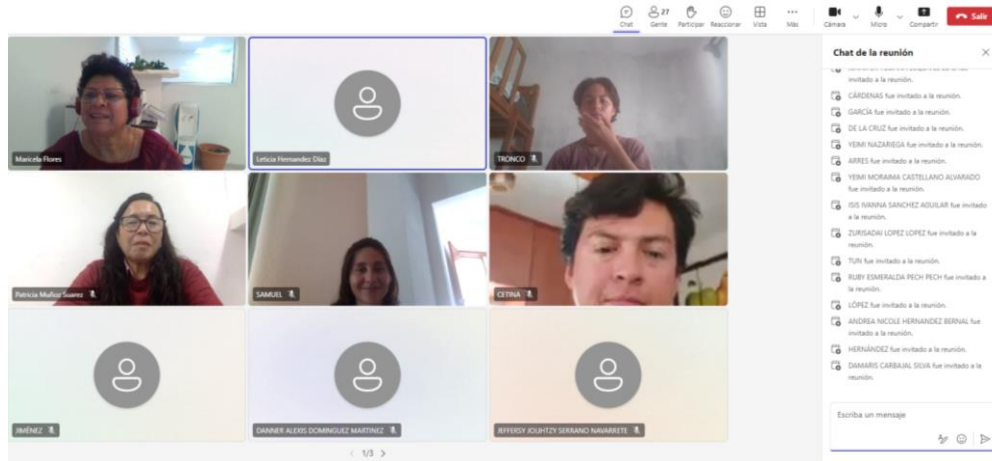 27
Chat
Gente
Participar
Reaccionar
Vista
Más
Cámara
Micro
Compartir
Salir
Maricela Flores
Leticia Fernandez Díaz
TRONCO
Patricia Muñoz Suarez
SAMUEL
CETINA
JIMÉNEZ
DANNER ALEXIS DOMINGUEZ MARTINEZ
JEFFERSY JOUHTZY SERRANO NAVARRETE
1/3
Chat de la reunión
invitado a la reunión.
CÁRDENAS fue invitado a la reunión.
GARCÍA fue invitado a la reunión.
DE LA CRUZ fue invitado a la reunión.
YEIMI NAZARIEGA fue invitado a la reunión.
ARRES fue invitado a la reunión.
YEIMI MORAIMA CASTELLANO ALVARADO
fue invitado a la reunión.
ISIS IVANNA SANCHEZ AGUILAR fue invitado
a la reunión.
ZURISADAI LOPEZ LOPEZ fue invitado a la
reunión.
TUN fue invitado a la reunión.
RUBY ESMERALDA PECH PECH fue invitado a
la reunión.
LÓPEZ fue invitado a la reunión.
ANDREA NICOLE HERNANDEZ BERNAL fue
invitado a la reunión.
HERNÁNDEZ fue invitado a la reunión.
DAMARIS CARBAJAL SILVA fue invitado a la
reunión.
Escriba un mensaje